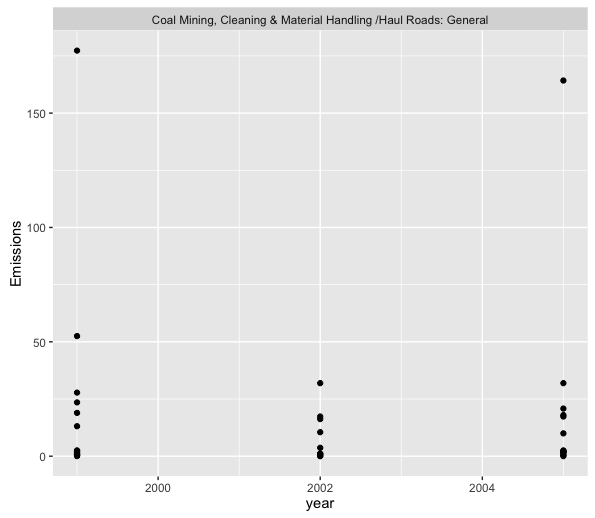 Coal Mining, Cleaning & Material Handling /Haul Roads: General
150
100
50
0
Emissions
2000 2002 2004
year